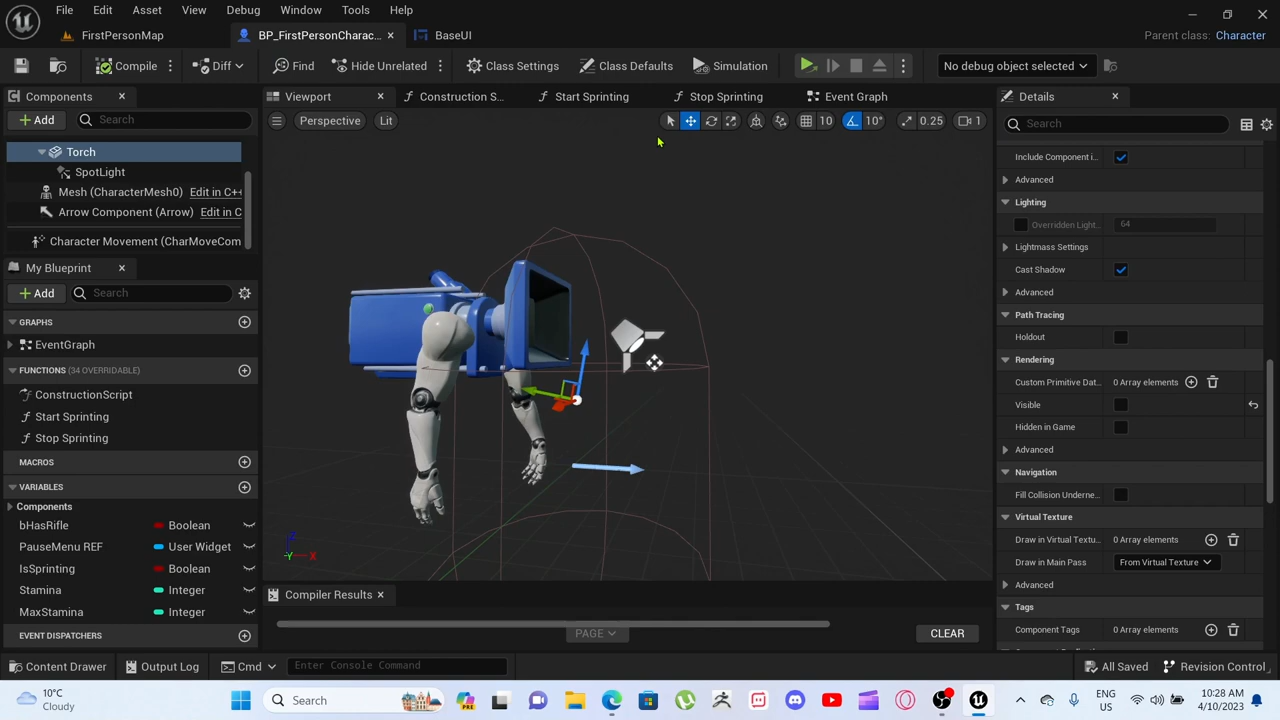 File Edit Asset View Debug Window Tools Help
FirstPersonMap BP_FirstPersonCharac... BaseUI Parent class: Character
Compile Diff Find Hide Unrelated Class Settings Class Defaults Simulation No debug object selected
Components Viewport Construction S... Start Sprinting Stop Sprinting Event Graph Details
Add Search Perspective Lit 10 10° 0.25 1 Search
Torch
SpotLight
Mesh (CharacterMesh0) Edit in C++
Arrow Component (Arrow) Edit in C
Character Movement (CharMoveCom
My Blueprint
Add Search
GRAPHS
EventGraph
FUNCTIONS (34 OVERRIDABLE)
ConstructionScript
Start Sprinting
Stop Sprinting
MACROS
VARIABLES
Components
bHasRifle Boolean
PauseMenu REF User Widget
IsSprinting Boolean
Stamina Integer
MaxStamina Integer
EVENT DISPATCHERS
Z
Y X
Compiler Results
PAGE CLEAR
Include Component i...
Advanced
Lighting
Overridden Light... 64
Lightmass Settings
Cast Shadow
Advanced
Path Tracing
Holdout
Rendering
Custom Primitive Dat... 0 Array elements
Visible
Hidden in Game
Advanced
Navigation
Fill Collision Underne...
Virtual Texture
Draw in Virtual Textu... 0 Array elements
Draw in Main Pass From Virtual Texture
Advanced
Tags
Component Tags 0 Array elements
Content Drawer Output Log Cmd Enter Console Command All Saved Revision Control
10°C
Cloudy
Search
PRE
ENG
US
10:28 AM
4/10/2023